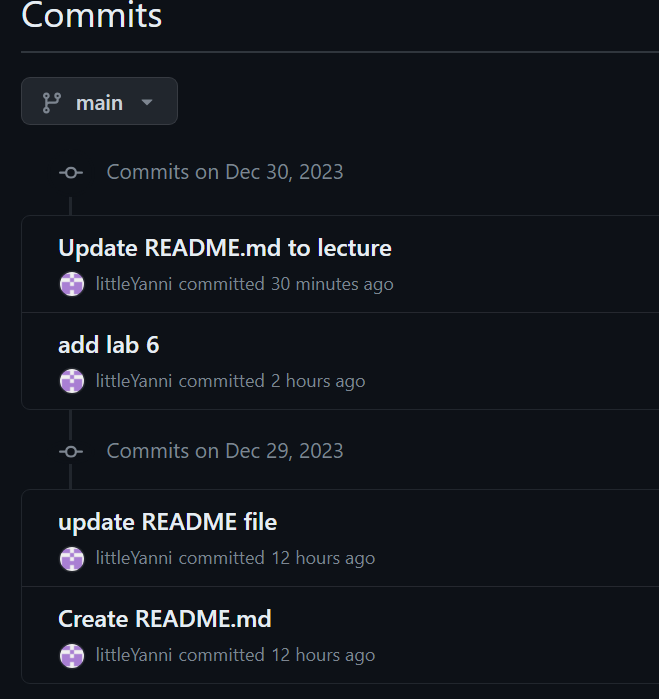 Commits
main
Commits on Dec 30, 2023
Update README.md to lecture
littleYanni committed 30 minutes ago
add lab 6
littleYanni committed 2 hours ago
Commits on Dec 29, 2023
update README file
littleYanni committed 12 hours ago
Create README.md
littleYanni committed 12 hours ago